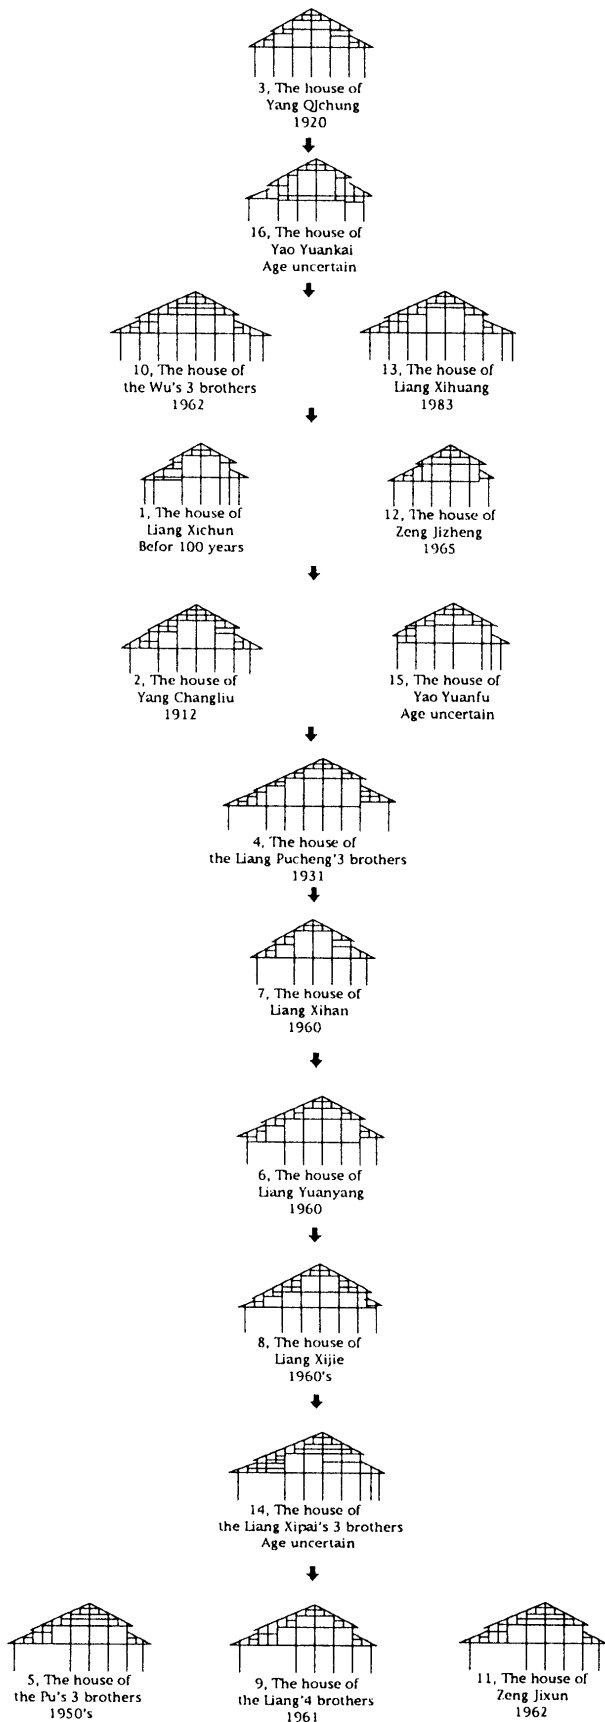 3, The house of
Yang QJchung
1920
16, The house of
Yao Yuankai
Age uncertain
10, The house of
the Wu's 3 brothers
1962
13, The house of
Liang Xihuang
1983
1, The house of
Liang Xichun
Befor 100 years
12, The house of
Zeng Jizheng
1965
2, The house of
Yang Changliu
1912
15, The house of
Yao Yuanfu
Age uncertain
4, The house of
the Liang Pucheng'3 brothers
1931
7, The house of
Liang Xihan
1960
6, The house of
Liang Yuanyang
1960
8, The house of
Liang Xijie
1960's
14, The house of
the Liang Xipai's 3 brothers
Age uncertain
5, The house of
the Pu's 3 brothers
1950's
9, The house of
the Liang'4 brothers
1961
11, The house of
Zeng Jixun
1962